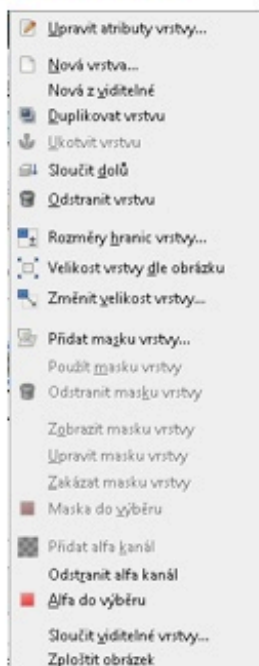 Upravit atributy vrstvy...
Nová vrstva...
Nová z viditelné
Duplikovat vrstvu
Ukotvit vrstvu
Sloučit dolů
Odstranit vrstvu
Rozměry hranic vrstvy...
Velikost vrstvy dle obrázku
Změnit velikost vrstvy...
Přidat masku vrstvy...
Použít masku vrstvy
Odstranit masku vrstvy
Zobrazit masku vrstvy
Upravit masku vrstvy
Zakázat masku vrstvy
Maska do výběru
Přidat alfa kanál
Odstranit alfa kanál
Alfa do výběru
Sloučit viditelné vrstvy...
Zploštit obrázek